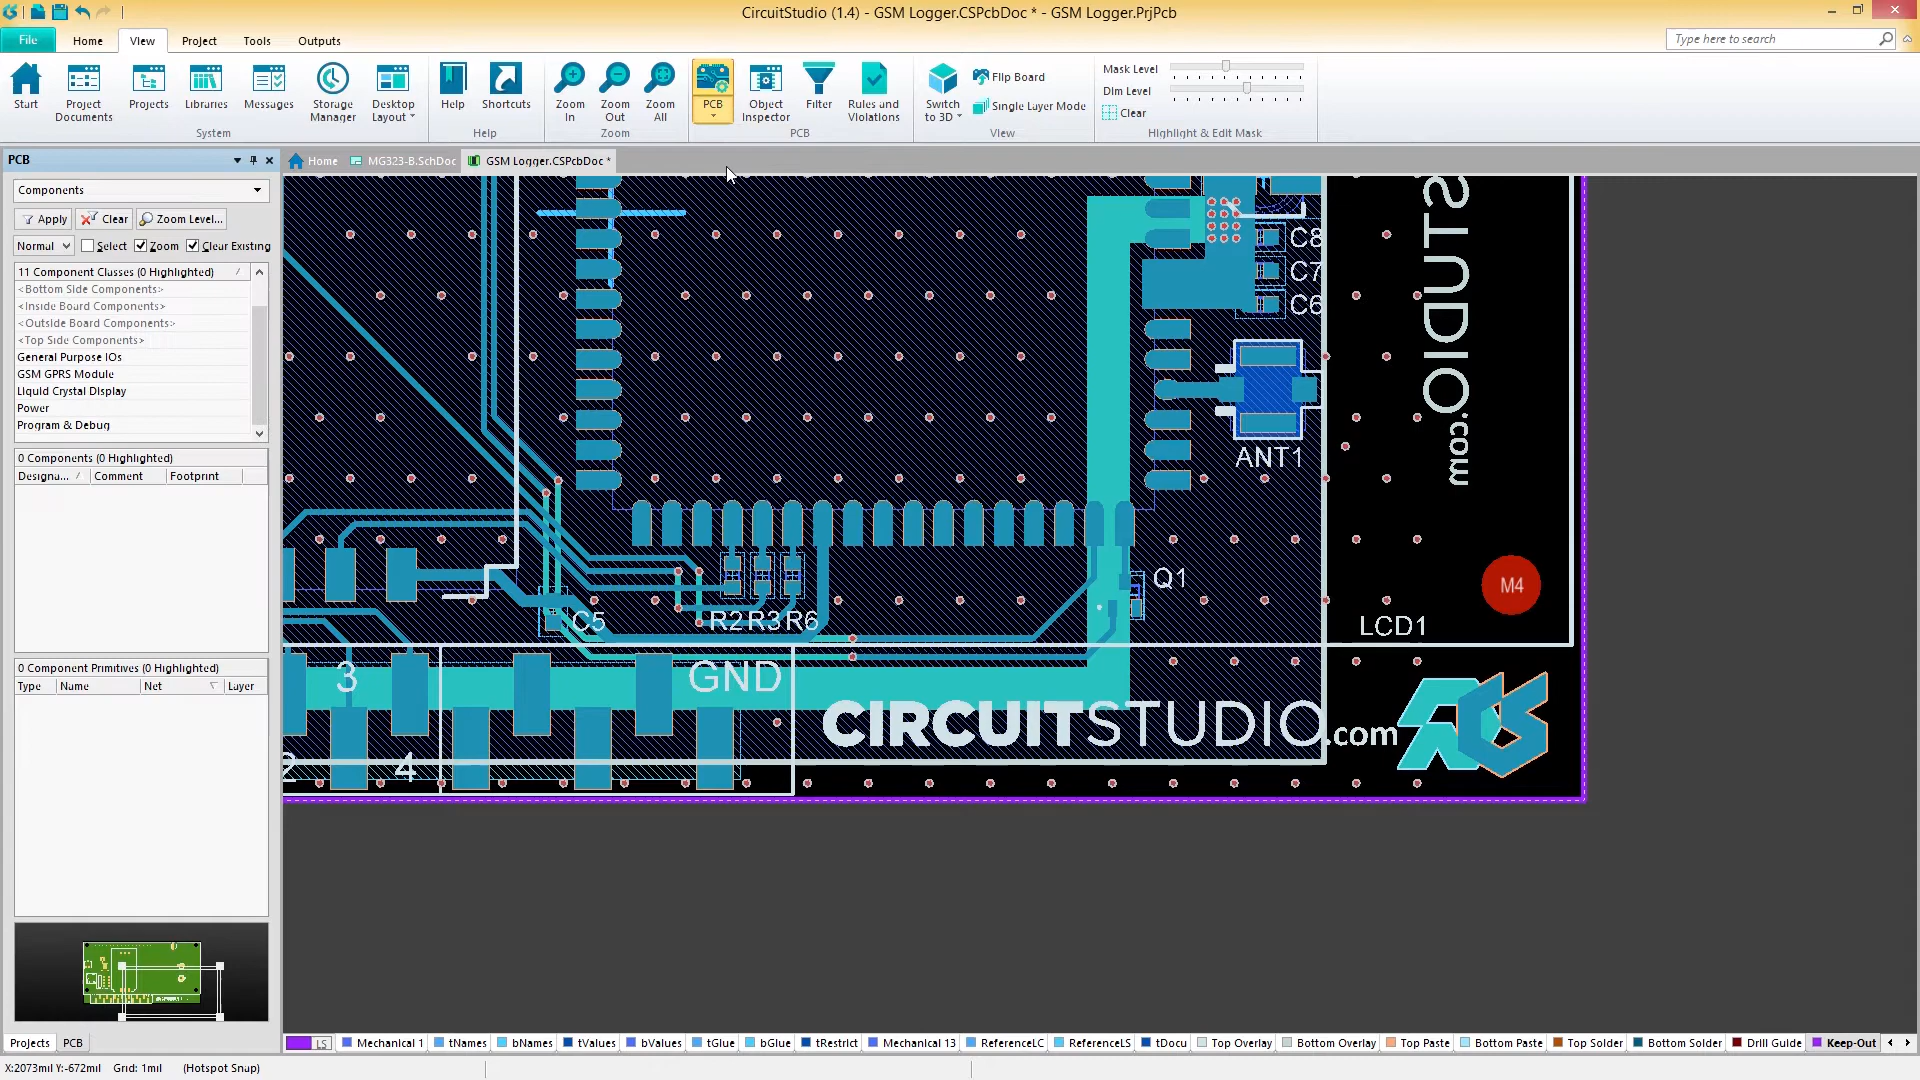 CircuitStudio (1.4) - GSM Logger.CSPcbDoc * - GSM Logger.PrjPcb
File Home View Project Tools Outputs
Type here to search
Start
Project Documents
Projects
Libraries
Messages
Storage Manager
Desktop Layout
System
Help
Shortcuts
Help
Zoom In
Zoom Out
Zoom All
Zoom
PCB
Object Inspector
Filter
Rules and Violations
PCB
Switch to 3D
Flip Board
Single Layer Mode
View
Mask Level
Dim Level
Clear
Highlight & Edit Mask
PCB
Home MG323-B.SchDoc GSM Logger.CSPcbDoc *
Components
Apply Clear Zoom Level...
Normal Select Zoom Clear Existing
11 Component Classes (0 Highlighted)
<Bottom Side Components>
<Inside Board Components>
<Outside Board Components>
<Top Side Components>
General Purpose IOs
GSM GPRS Module
Liquid Crystal Display
Power
Program & Debug
0 Components (0 Highlighted)
Designa... Comment Footprint
0 Component Primitives (0 Highlighted)
Type Name Net Layer
C8
C7
C6
ANT1
STUDIO.com
Q1
M4
LCD1
C5
R2 R3 R6
3
GND
CIRCUITSTUDIO.com
2
4
Projects PCB
LS Mechanical 1 tNames bNames tValues bValues tGlue bGlue tRestrict Mechanical 13 ReferenceLC ReferenceLS tDocu Top Overlay Bottom Overlay Top Paste Bottom Paste Top Solder Bottom Solder Drill Guide Keep-Out
X:2073mil Y:-672mil Grid: 1mil (Hotspot Snap)